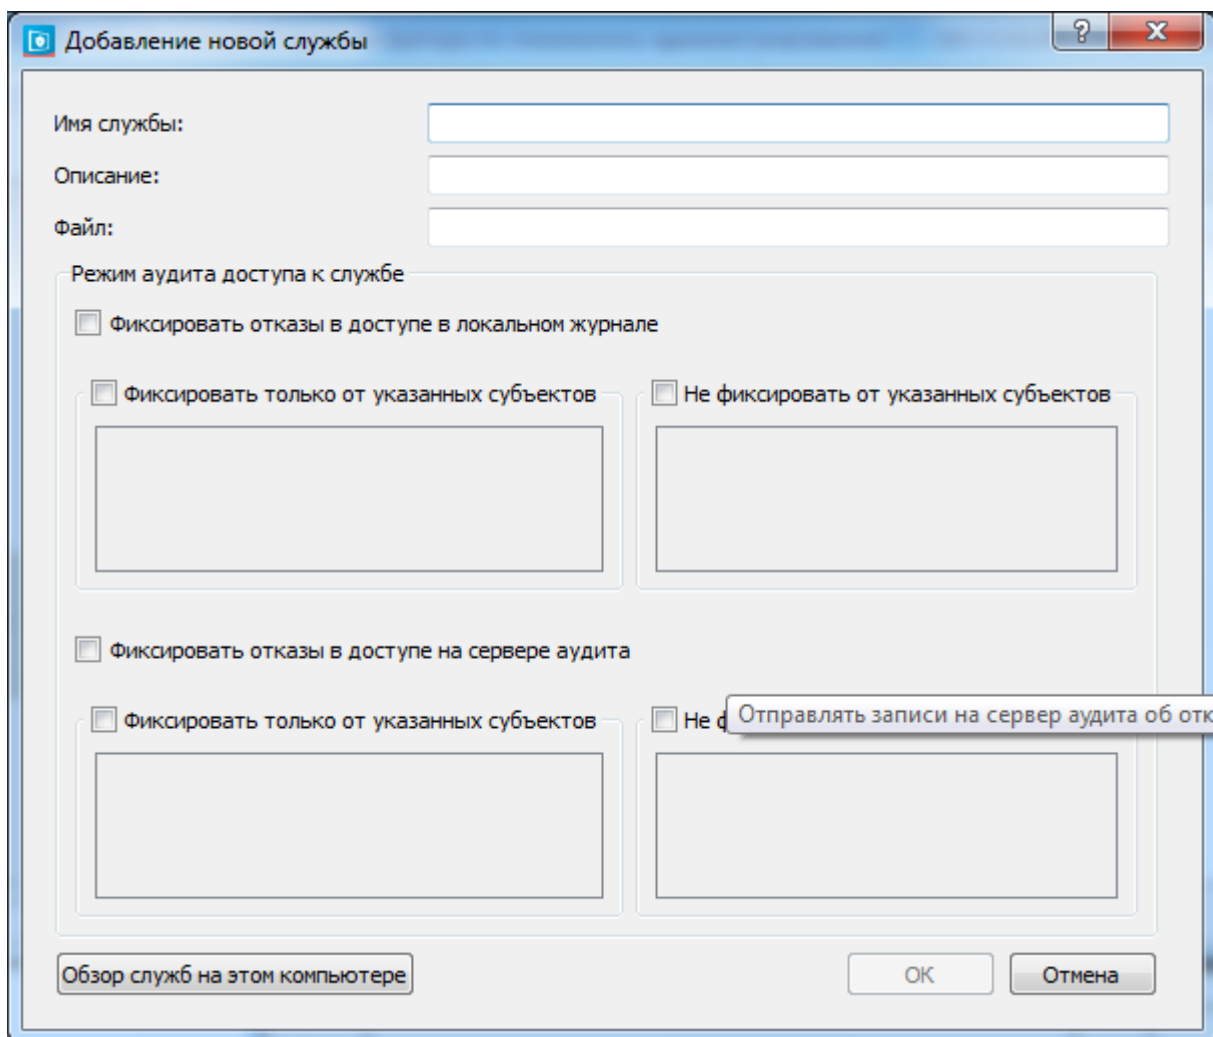 Добавление новой службы
Имя службы:
Описание:
Файл:
Режим аудита доступа к службе
Фиксировать отказы в доступе в локальном журнале
Фиксировать только от указанных субъектов
Не фиксировать от указанных субъектов
Фиксировать отказы в доступе на сервере аудита
Фиксировать только от указанных субъектов
Не
Отправлять записи на сервер аудита об
Обзор служб на этом компьютере
ОК
Отмена